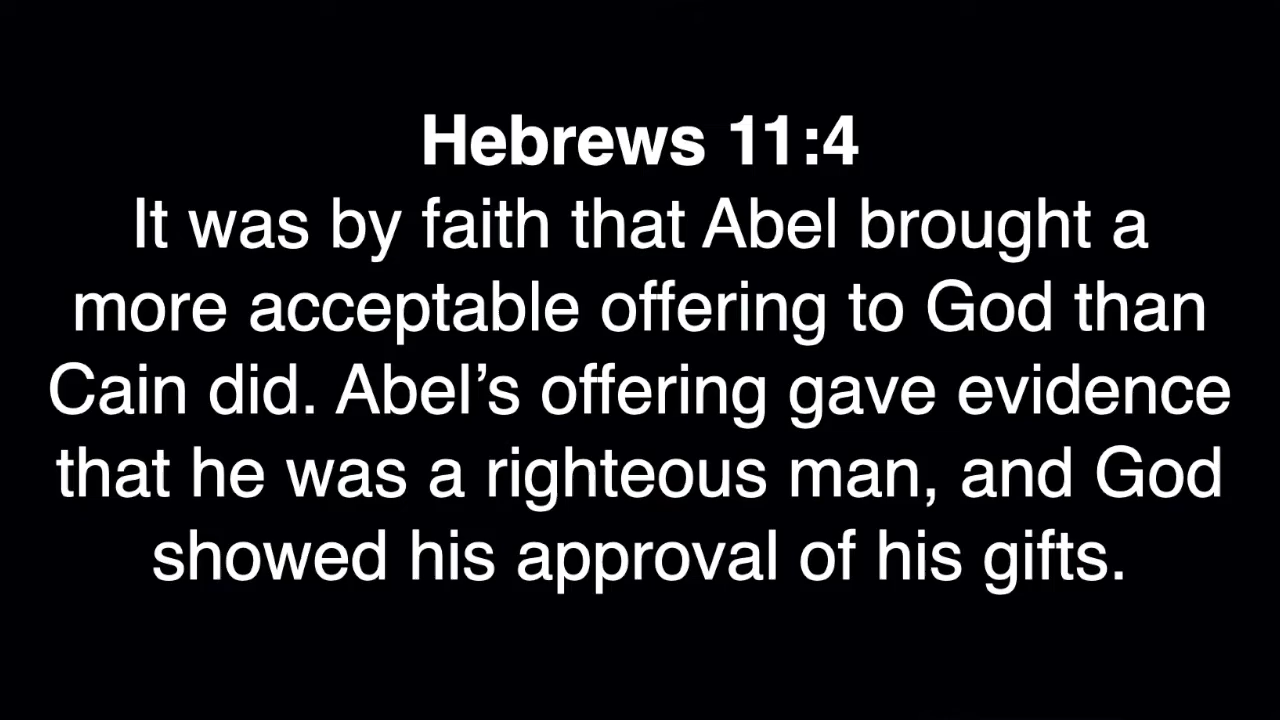 Hebrews 11:4
It was by faith that Abel brought a
more acceptable offering to God than
Cain did. Abel’s offering gave evidence
that he was a righteous man, and God
showed his approval of his gifts.